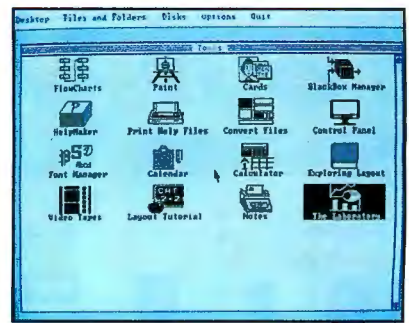 Desktop Files and Folders Disks options Quit
Tools
FlowCharts Paint Cards BlackBox Manager
HelpMaker Print Help Files Convert Files Control Panel
Font Manager Calendar Calculator Exploring Layout
CHT
Video Tapes Layout Tutorial Notes The Laboratory